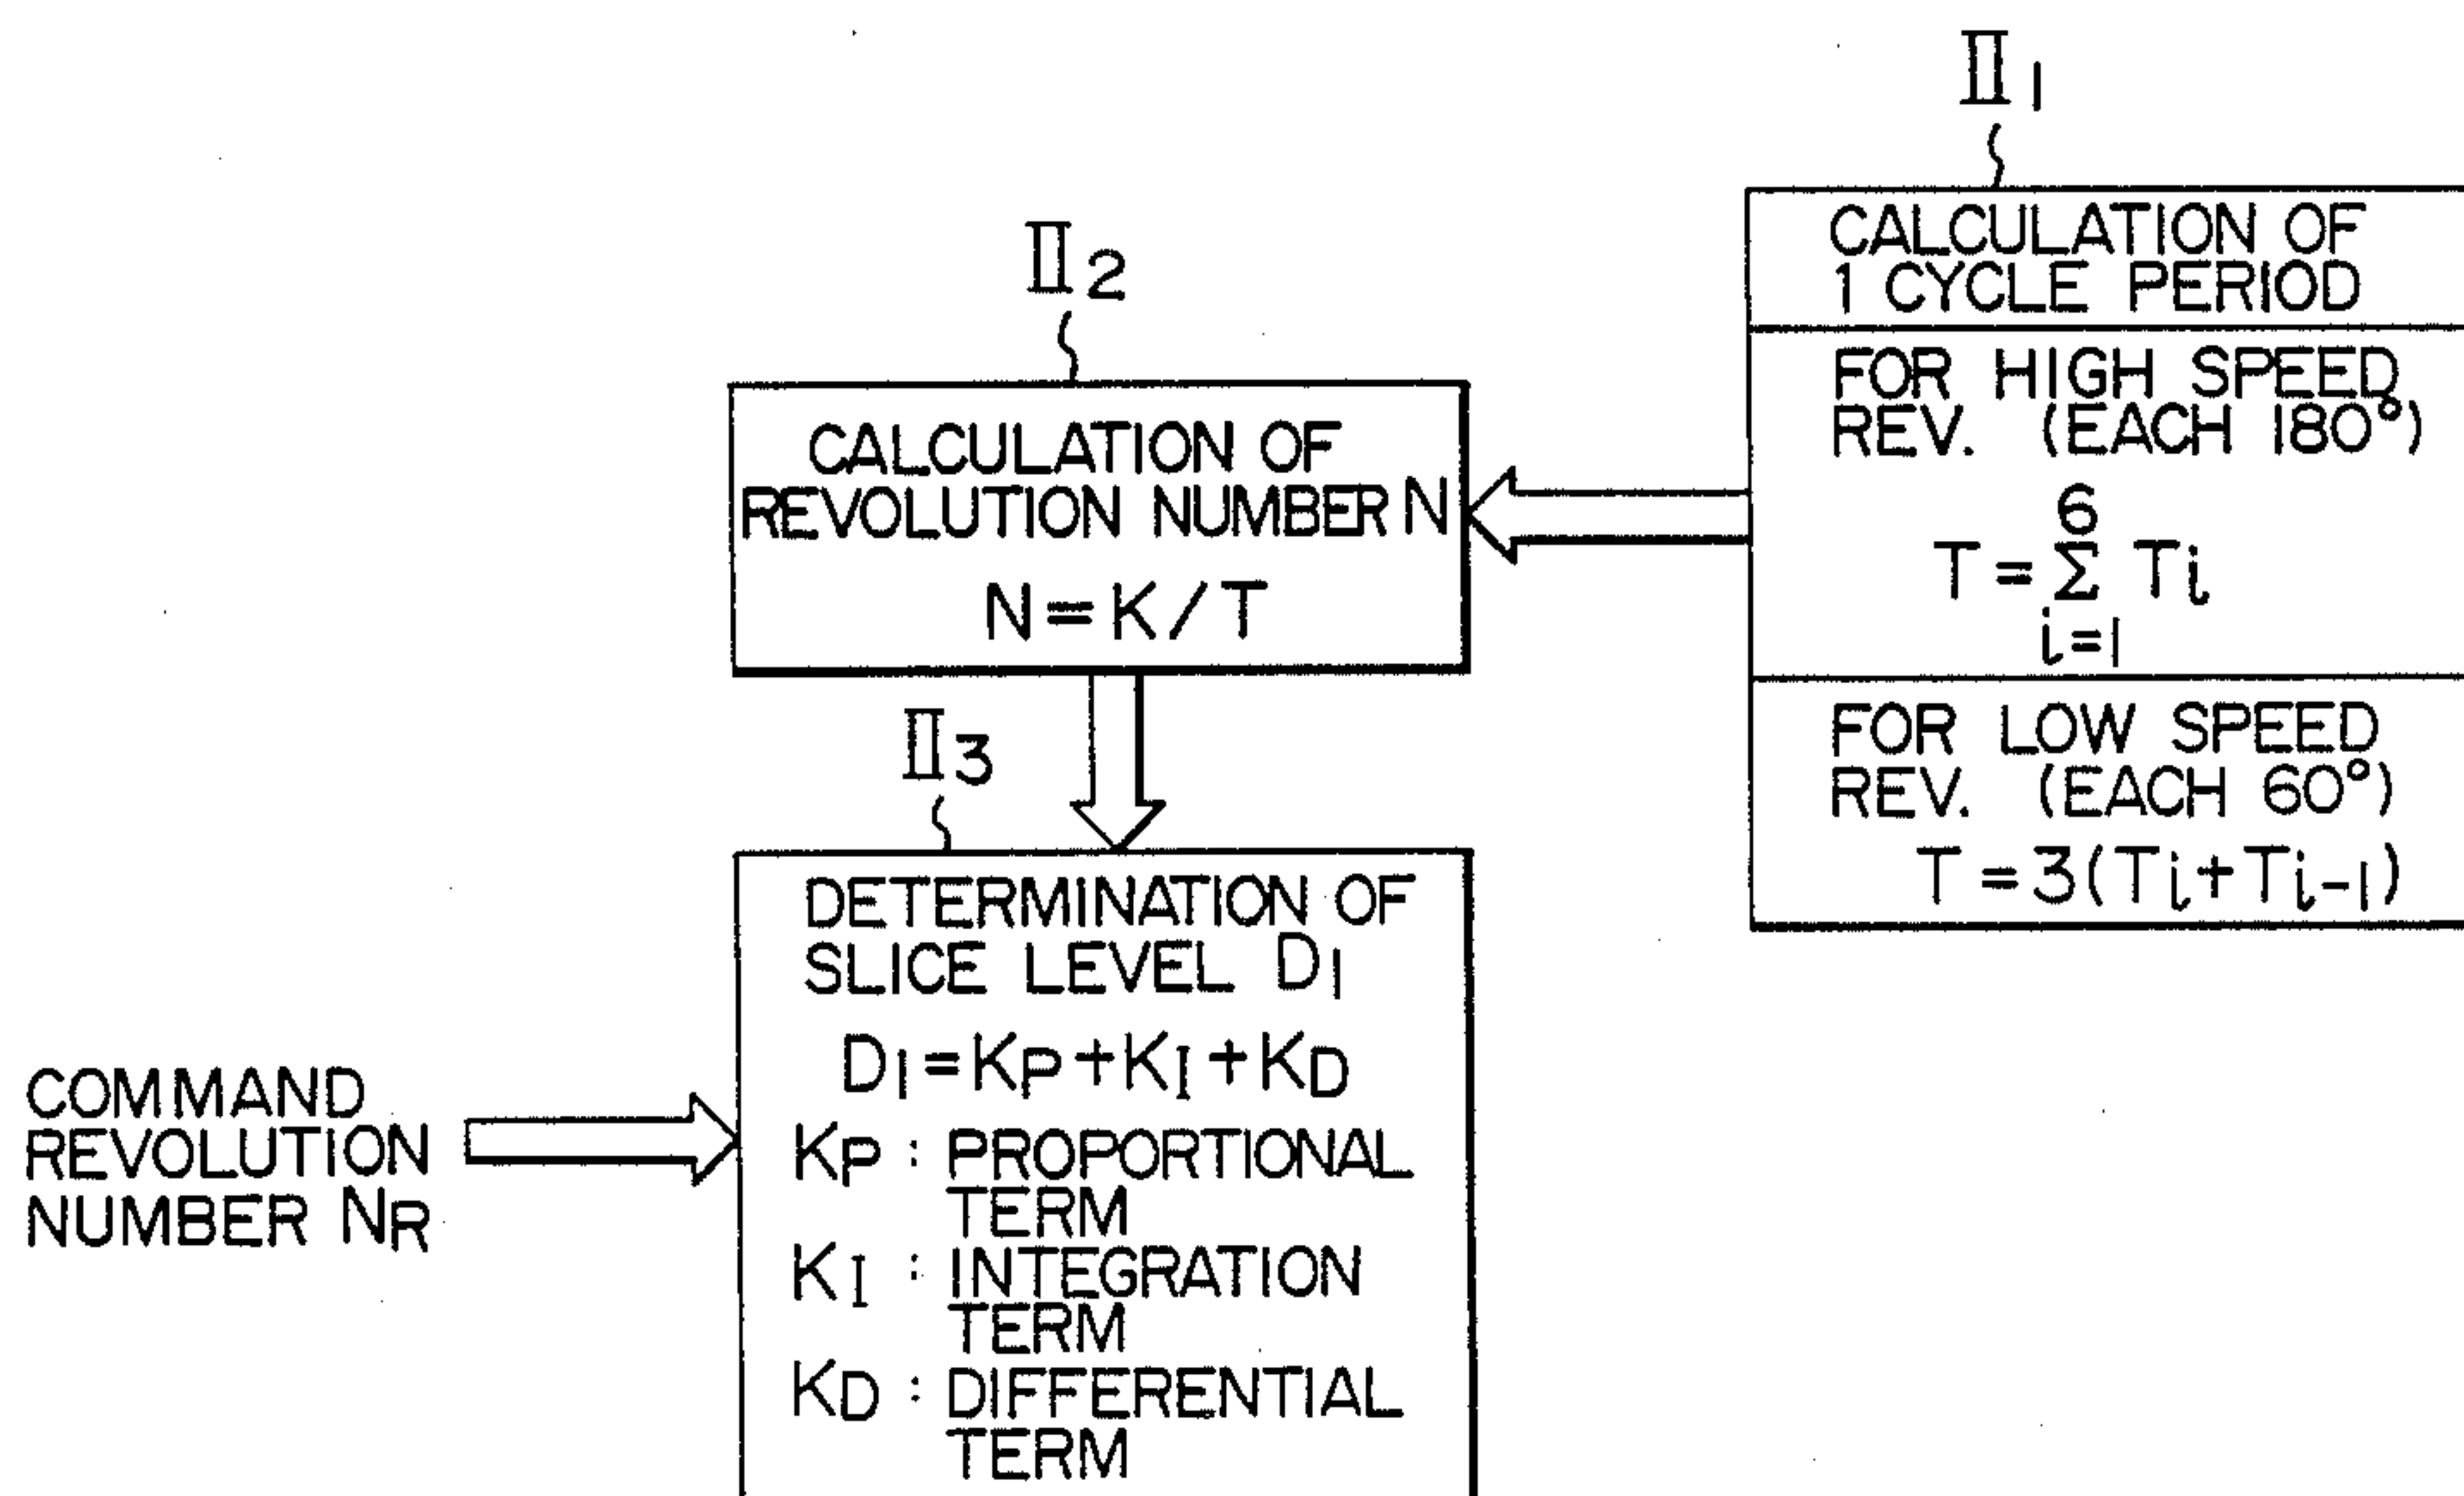 Ⅱ1
CALCULATION OF
1 CYCLE PERIOD
FOR HIGH SPEED
REV. (EACH 180°)
6
T=Σ Ti
i=1
FOR LOW SPEED
REV. (EACH 60°)
T=3(Ti+Ti-1)
Ⅱ2
CALCULATION OF
REVOLUTION NUMBER N
N=K/T
Ⅱ3
DETERMINATION OF
SLICE LEVEL D1
D1=KP+KI+KD
KP : PROPORTIONAL
TERM
KI : INTEGRATION
TERM
KD : DIFFERENTIAL
TERM
COMMAND
REVOLUTION
NUMBER NR